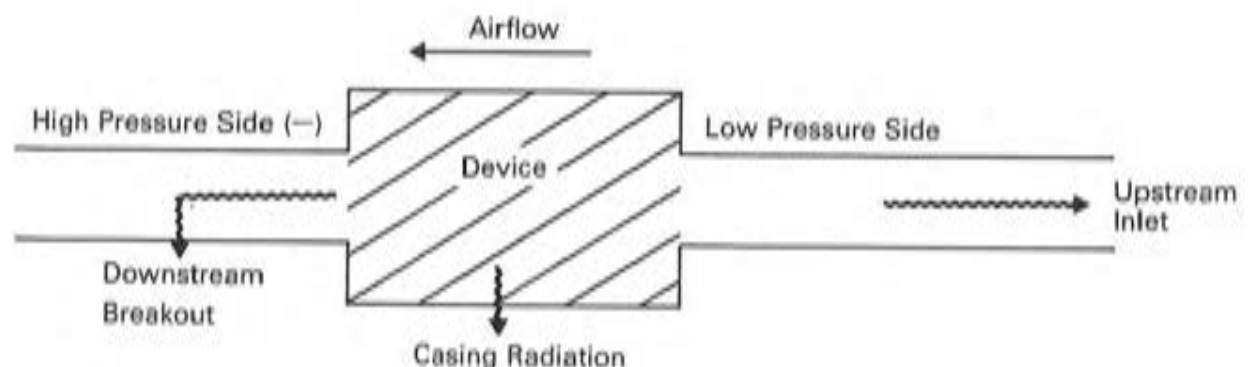 Airflow
High Pressure Side (—)
Low Pressure Side
Device
Upstream
Inlet
Downstream
Breakout
Casing Radiation